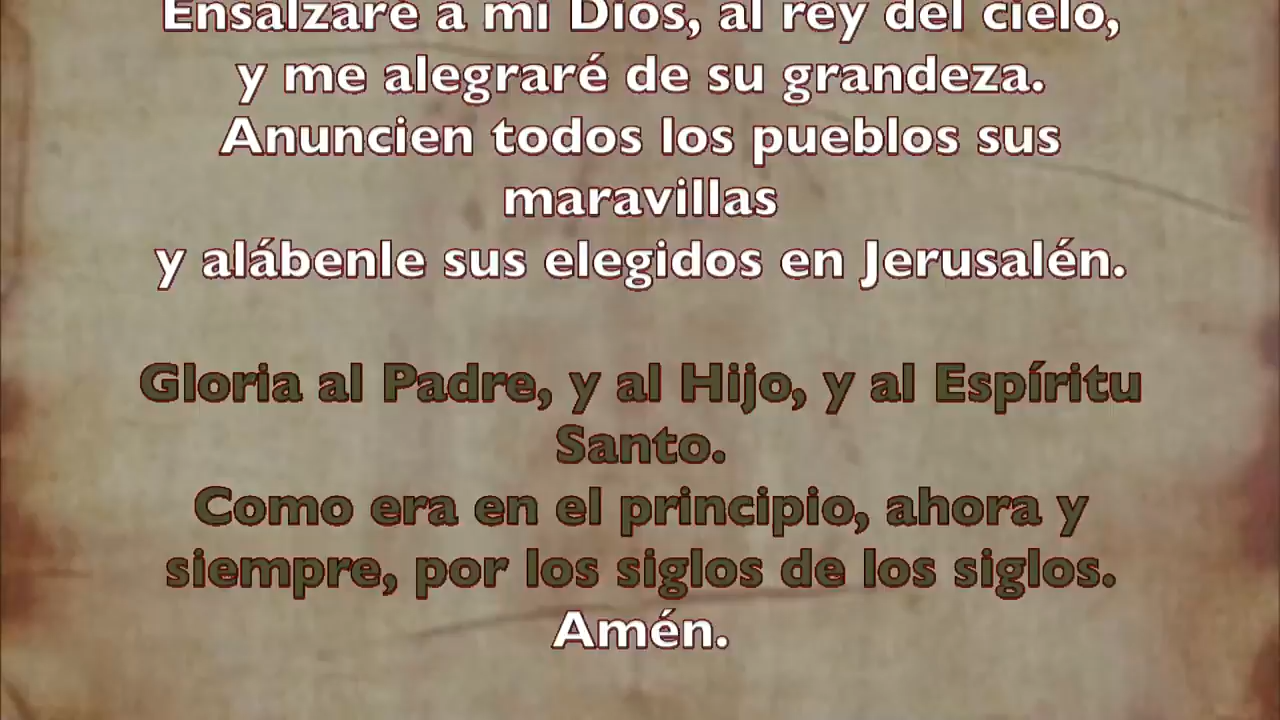 Ensalzaré a mi Dios, al rey del cielo,
y me alegraré de su grandeza.
Anuncien todos los pueblos sus
maravillas
y alábenle sus elegidos en Jerusalén.
Gloria al Padre, y al Hijo, y al Espíritu
Santo.
Como era en el principio, ahora y
siempre, por los siglos de los siglos.
Amén.